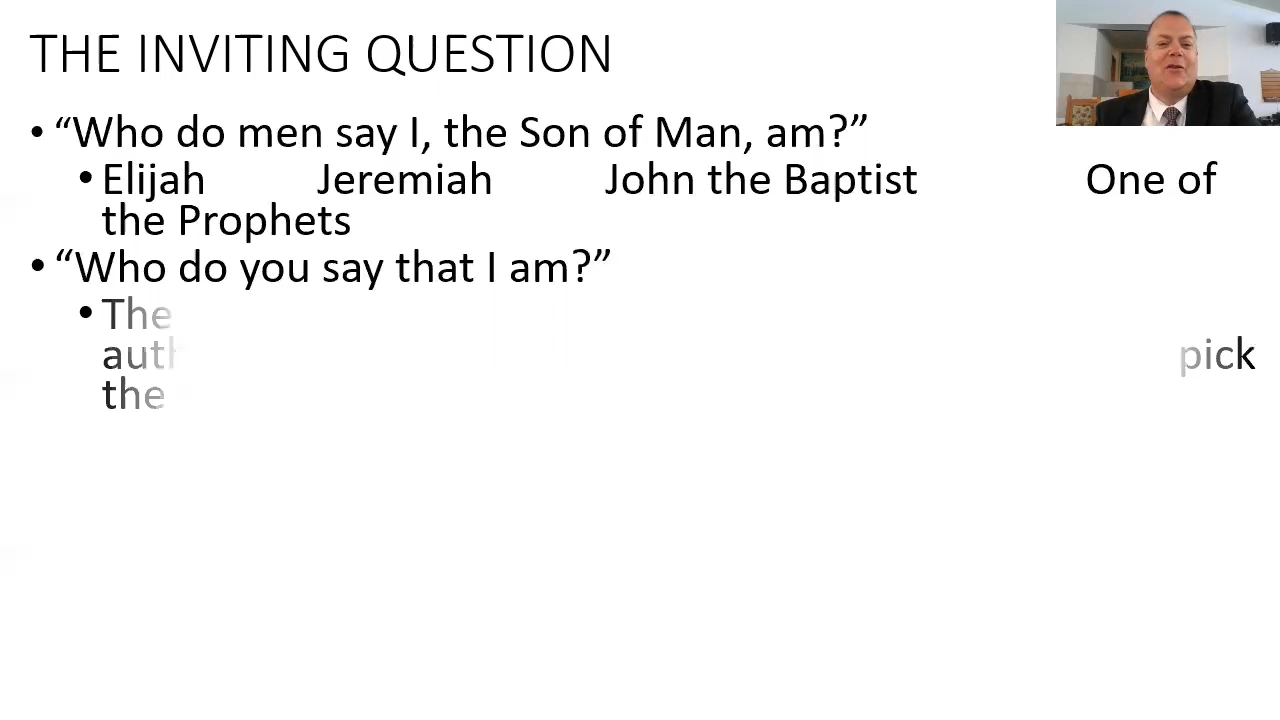 THE INVITING QUESTION
• “Who do men say I, the Son of Man, am?”
• Elijah Jeremiah John the Baptist One of
the Prophets
• “Who do you say that I am?”
• The
pick
the